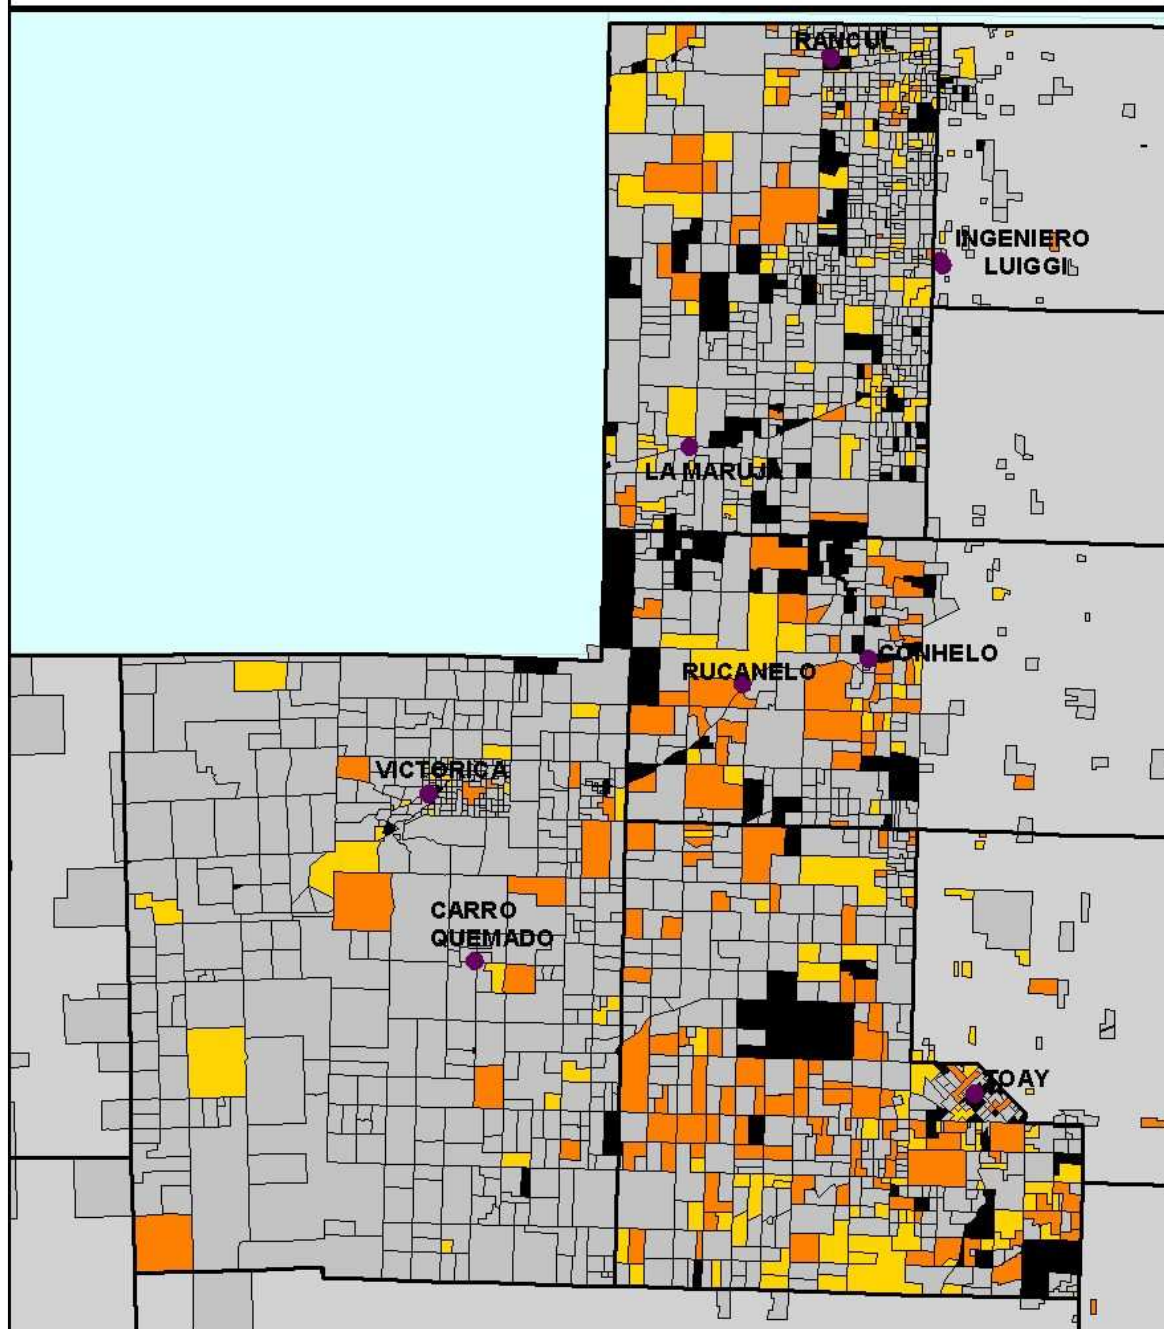 RANCUL
INGENIERO
LUIGGI
LA MARUJA
CONHELO
RUCANELO
VICTORICA
CARRO
QUEMADO
TOAY